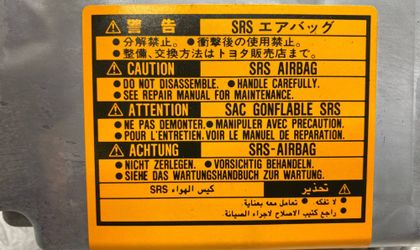 ⚠ 警告 SRS エアバッグ
● 分解禁止。 ● 衝撃後の使用禁止。
● 整備、交換方法はトヨタ販売店まで。
⚠ CAUTION SRS AIRBAG
● DO NOT DISASSEMBLE. ● HANDLE CAREFULLY.
● SEE REPAIR MANUAL FOR MAINTENANCE.
⚠ ATTENTION SAC GONFLABLE SRS
● NE PAS DEMONTER. ● MANIPULER AVEC PRECAUTION.
● POUR L'ENTRETIEN, VOIR LE MANUEL DE REPARATION.
⚠ ACHTUNG SRS-AIRBAG
● NICHT ZERLEGEN. ● VORSICHTIG BEHANDELN.
● SIEHE DAS WARTUNGSHANDBUCH ZUR WARTUNG.
⚠ تحذير كيس الهواء SRS
● لا تفكه. ● تعامل معه بعناية.
● راجع كتيب الاصلاح لاجراء الصيانة.